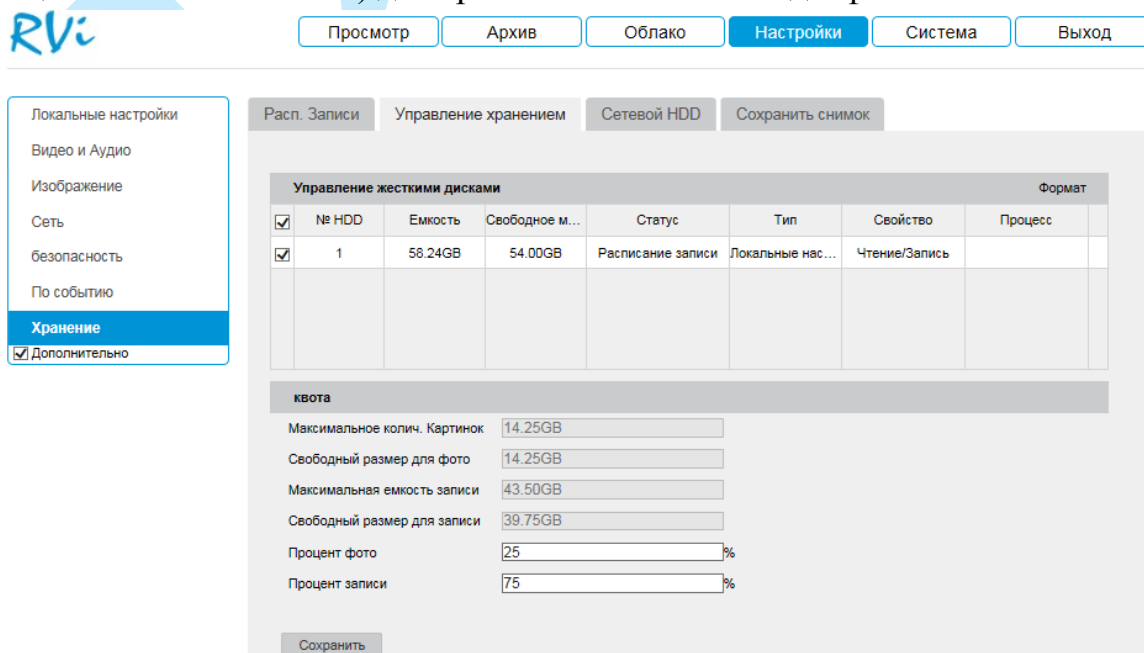 RVi
Просмотр Архив Облако Настройки Система Выход
Локальные настройки
Видео и Аудио
Изображение
Сеть
безопасность
По событию
Хранение
Дополнительно
Расп. Записи Управление хранением Сетевой HDD Сохранить снимок
Управление жесткими дисками Формат
№ HDD Емкость Свободное м... Статус Тип Свойство Процесс
1 58.24GB 54.00GB Расписание записи Локальные нас... Чтение/Запись
квота
Максимальное колич. Картинок 14.25GB
Свободный размер для фото 14.25GB
Максимальная емкость записи 43.50GB
Свободный размер для записи 39.75GB
Процент фото 25 %
Процент записи 75 %
Сохранить